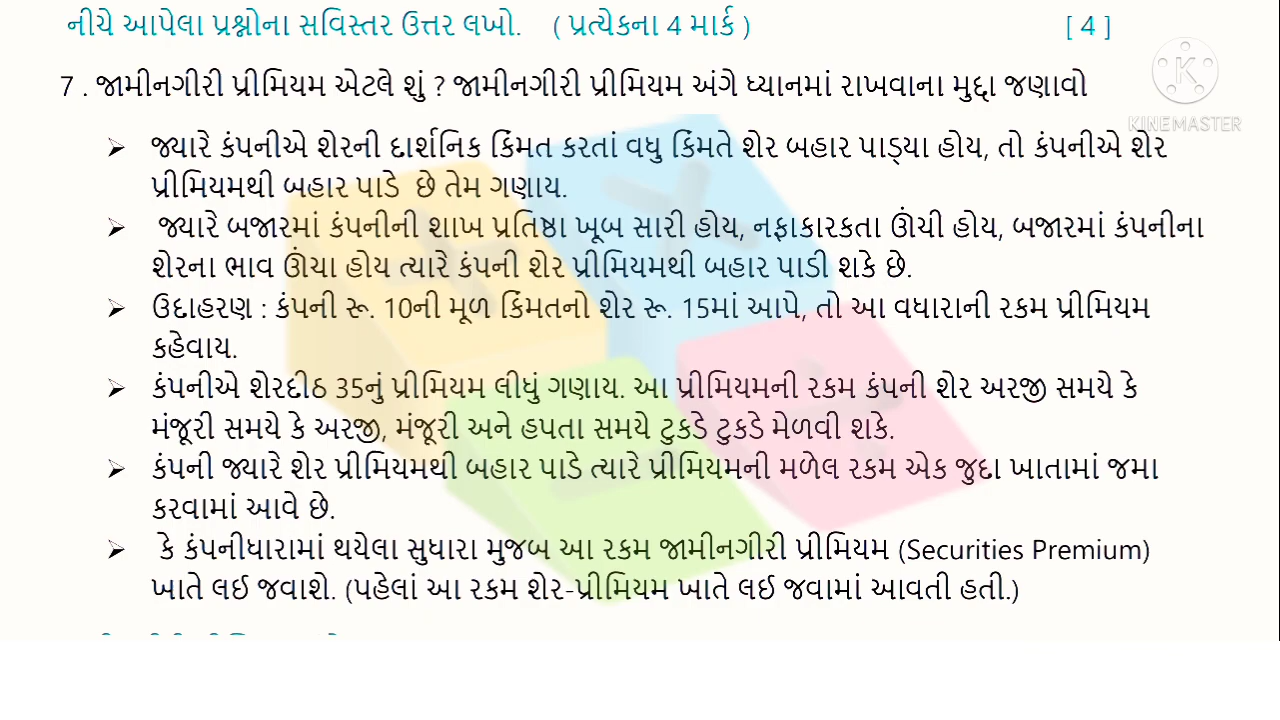 નીચે આપેલા પ્રશ્નોના સવિસ્તર ઉત્તર લખો. ( પ્રત્યેકના 4 માર્ક ) [ 4 ]
7 . જામીનગીરી પ્રીમિયમ એટલે શું ? જામીનગીરી પ્રીમિયમ અંગે ધ્યાનમાં રાખવાના મુદ્દા જણાવો
K
KINEMASTER
➢ જ્યારે કંપનીએ શેરની દાર્શનિક કિંમત કરતાં વધુ કિંમતે શેર બહાર પાડ્યા હોય, તો કંપનીએ શેર
પ્રીમિયમથી બહાર પાડે છે તેમ ગણાય.
➢ જ્યારે બજારમાં કંપનીની શાખ પ્રતિષ્ઠા ખૂબ સારી હોય, નફાકારકતા ઊંચી હોય, બજારમાં કંપનીના
શેરના ભાવ ઊંચા હોય ત્યારે કંપની શેર પ્રીમિયમથી બહાર પાડી શકે છે.
➢ ઉદાહરણ : કંપની રૂ. 10ની મૂળ કિંમતનો શેર રૂ. 15માં આપે, તો આ વધારાની રકમ પ્રીમિયમ
કહેવાય.
➢ કંપનીએ શેરદીઠ 35નું પ્રીમિયમ લીધું ગણાય. આ પ્રીમિયમની રકમ કંપની શેર અરજી સમયે કે
મંજૂરી સમયે કે અરજી, મંજૂરી અને હપતા સમયે ટુકડે ટુકડે મેળવી શકે.
➢ કંપની જ્યારે શેર પ્રીમિયમથી બહાર પાડે ત્યારે પ્રીમિયમની મળેલ રકમ એક જુદા ખાતામાં જમા
કરવામાં આવે છે.
➢ કે કંપનીધારામાં થયેલા સુધારા મુજબ આ રકમ જામીનગીરી પ્રીમિયમ (Securities Premium)
ખાતે લઈ જવાશે. (પહેલાં આ રકમ શેર-પ્રીમિયમ ખાતે લઈ જવામાં આવતી હતી.)